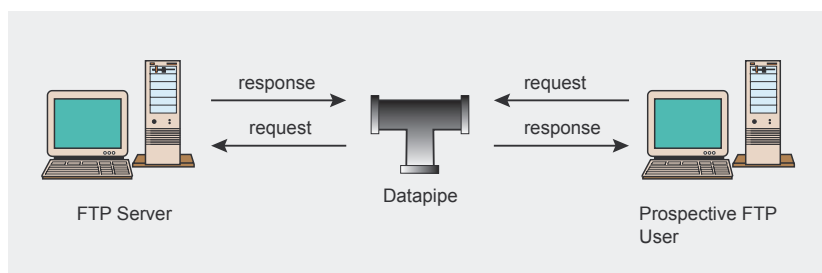 response
request
request
response
FTP Server
Datapipe
Prospective FTP
User